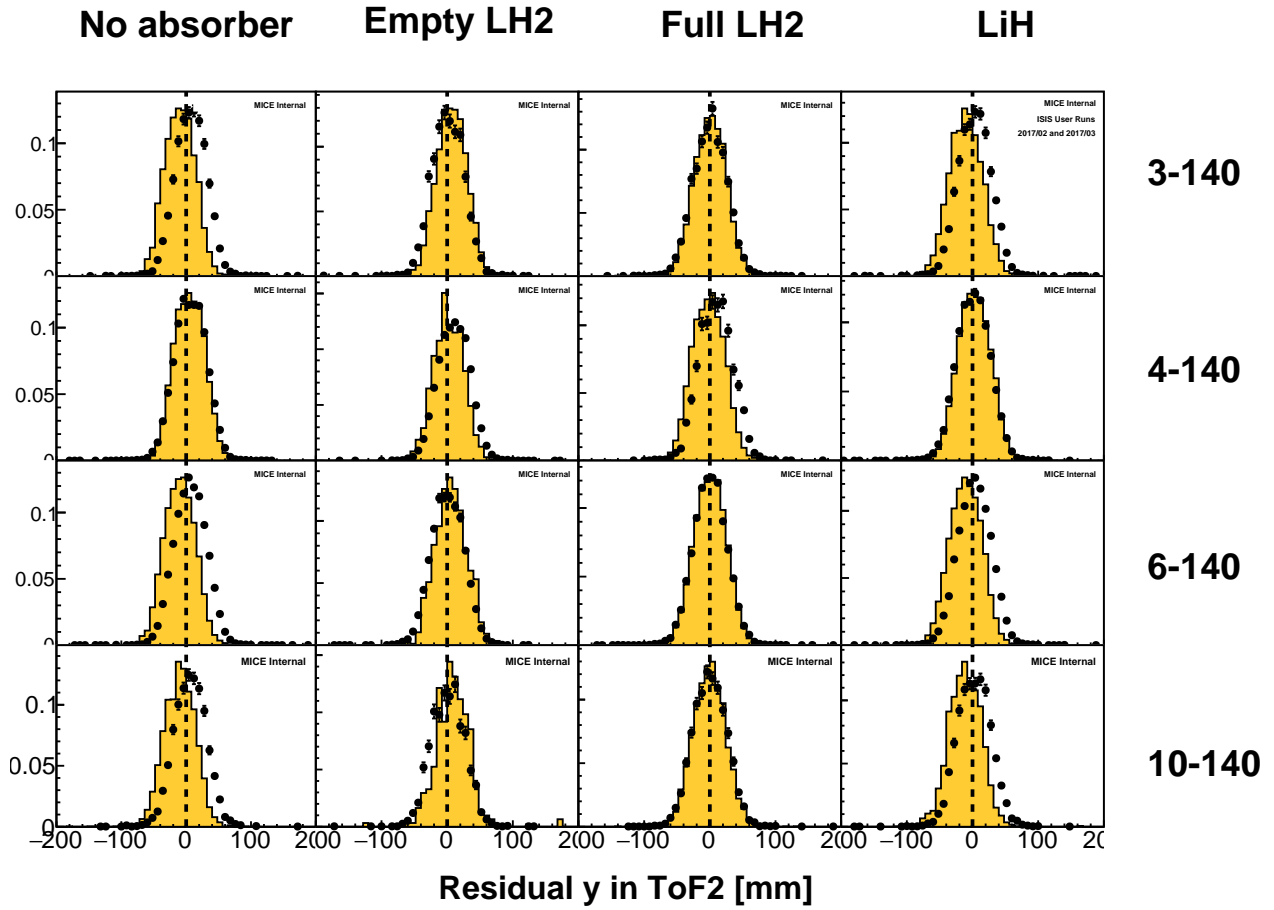 No absorber Empty LH2 Full LH2 LiH
MICE Internal MICE Internal MICE Internal MICE Internal
ISIS User Runs
2017/02 and 2017/03
0.1
0.05
0
3-140
MICE Internal MICE Internal MICE Internal MICE Internal
0.1
0.05
0
4-140
MICE Internal MICE Internal MICE Internal MICE Internal
0.1
0.05
0
6-140
MICE Internal MICE Internal MICE Internal MICE Internal
0.1
0.05
0
10-140
−200 −100 0 100 200 −100 0 100 200 −100 0 100 200 −100 0 100 20
Residual y in ToF2 [mm]